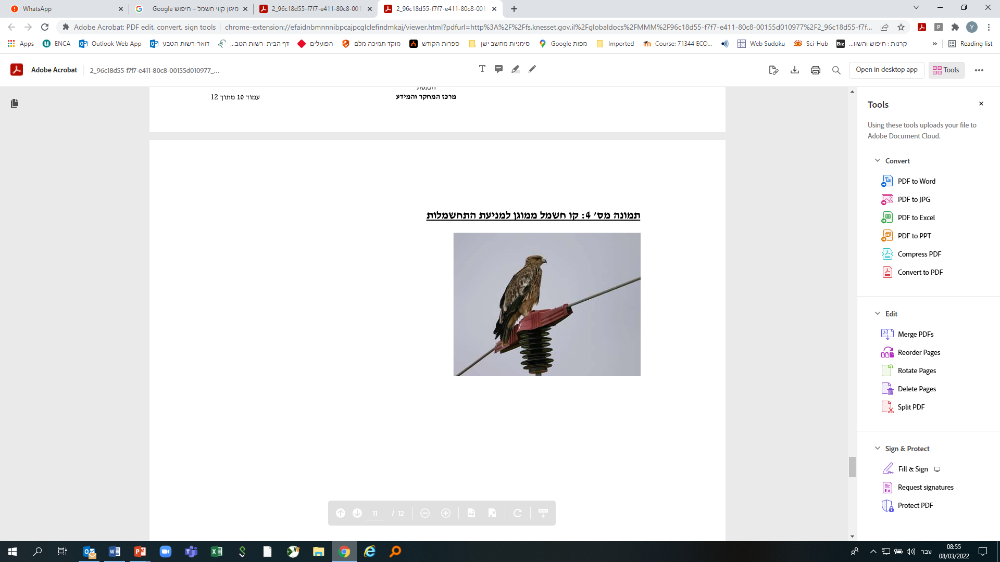 WhatsApp
מיגון קווי חשמל – חיפוש Google
2_96c18d55-f7f7-e411-80c8-001
2_96c18d55-f7f7-e411-80c8-001
Adobe Acrobat: PDF edit, convert, sign tools
chrome-extension://efaidnbmnnnibpcajpcglclefindmkaj/viewer.html?pdfurl=http%3A%2F%2Ffs.knesset.gov.il%2Fglobaldocs%2FMMM%2F96c18d55-f7f7-e411-80c8-00155d010977%2F2_96c18d55-f7f...
Y
Apps
ENCA
Outlook Web App
דואר-רשות הטבע
דף הבית רשות הטב...
הפועלים
מוקד תמיכה מלם
ספרות הקודש
סימניות מחשב ישן
מפות Google
Imported
Course: 71344 ECO...
Web Sudoku
Sci-Hub
Biz
קרנות : חיפוש והשוו...
»
Reading list
Adobe Acrobat
2_96c18d55-f7f7-e411-80c8-00155d010977_...
Open in desktop app
Tools
הכנסת
מרכז המחקר והמידע
עמוד 10 מתוך 12
תמונה מס' 4: קו חשמל ממוגן למניעת התחשמלות
11 / 12
Tools
Using these tools uploads your file to
Adobe Document Cloud.
Convert
PDF to Word
PDF to JPG
PDF to Excel
PDF to PPT
Compress PDF
Convert to PDF
Edit
Merge PDFs
Reorder Pages
Rotate Pages
Delete Pages
Split PDF
Sign & Protect
Fill & Sign
Request signatures
Protect PDF
עבר
08:55
08/03/2022